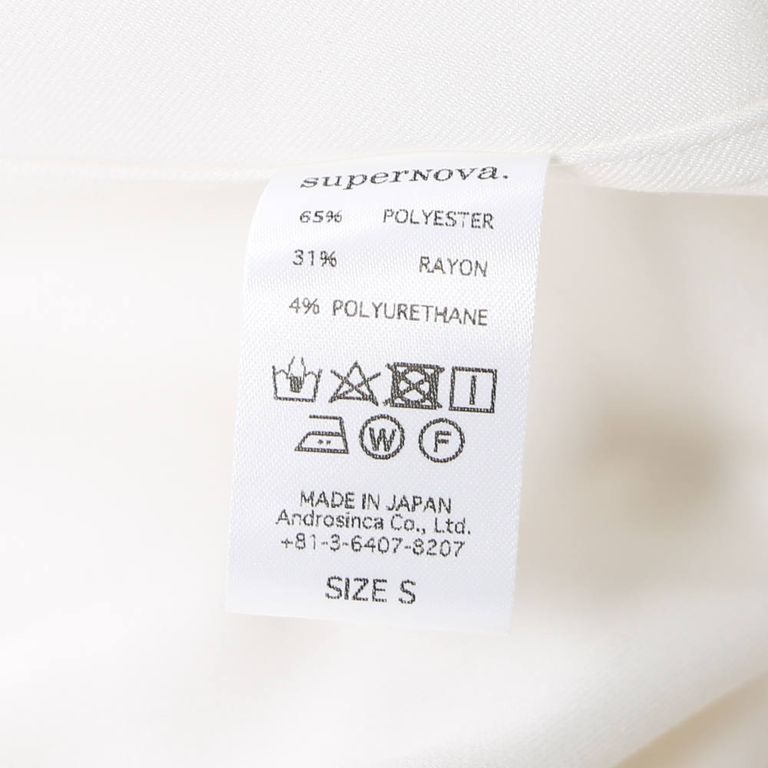 superNova.
65% POLYESTER
31% RAYON
4% POLYURETHANE
W F
MADE IN JAPAN
Androsinca Co., Ltd.
+81-3-6407-8207
SIZE S